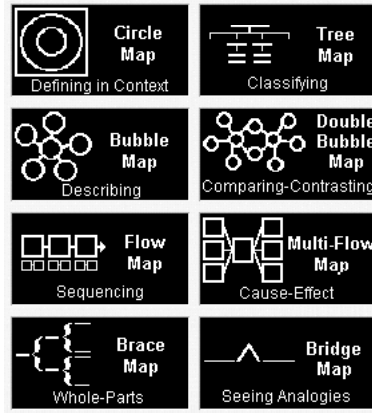 Circle
Map
Defining in Context
Tree
Map
Classifying
Bubble
Map
Describing
Double
Bubble
Map
Comparing-Contrasting
Flow
Map
Sequencing
Multi-Flow
Map
Cause-Effect
Brace
Map
Whole-Parts
Bridge
Map
Seeing Analogies